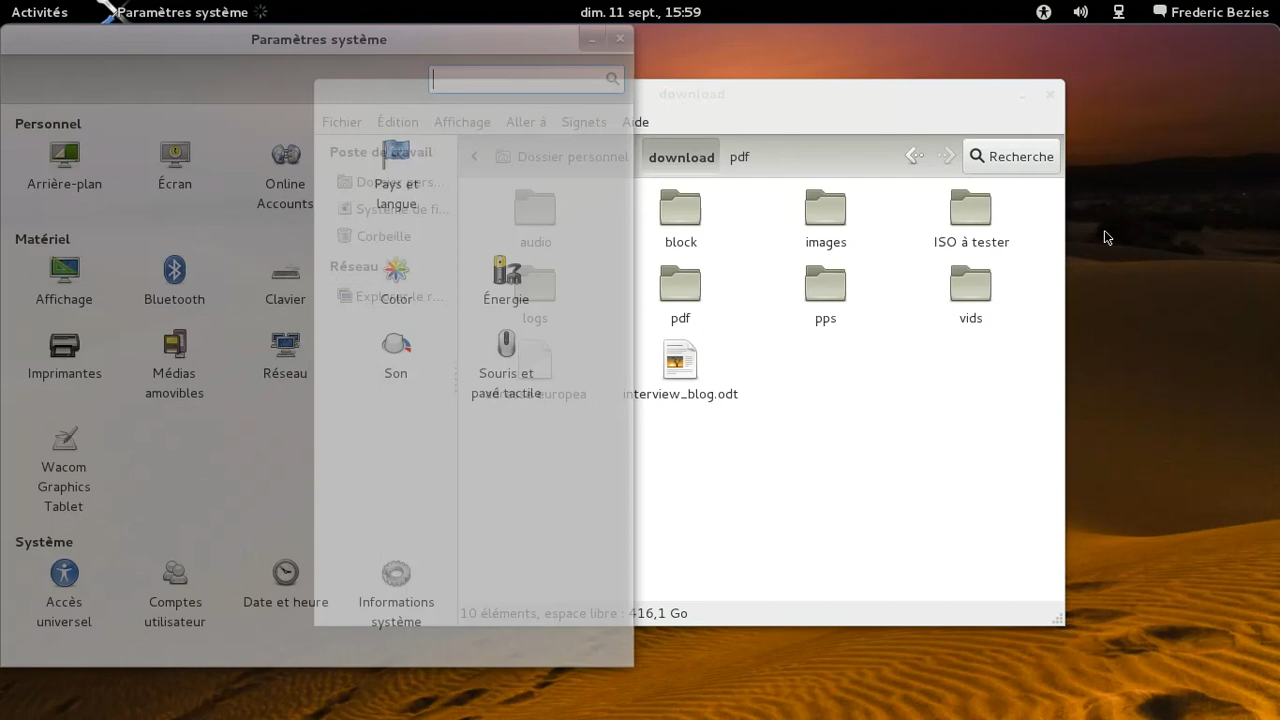 Activités
Paramètres système
dim. 11 sept., 15:59
Frederic Bezies
Paramètres système
Personnel
Arrière-plan
Écran
Online
Accounts
Pays et
langue
Matériel
Affichage
Bluetooth
Clavier
Color
Énergie
Imprimantes
Médias
amovibles
Réseau
Son
Souris et
pavé tactile
Wacom
Graphics
Tablet
Système
Accès
universel
Comptes
utilisateur
Date et heure
Informations
système
download
Fichier Édition Affichage Aller à Signets Aide
Poste de travail
Dossier pers...
Système de fi...
Corbeille
Réseau
Explorer le r...
Dossier personnel
download
pdf
Recherche
audio
block
images
ISO à tester
logs
pdf
pps
vids
europea
interview_blog.odt
10 éléments, espace libre : 416,1 Go